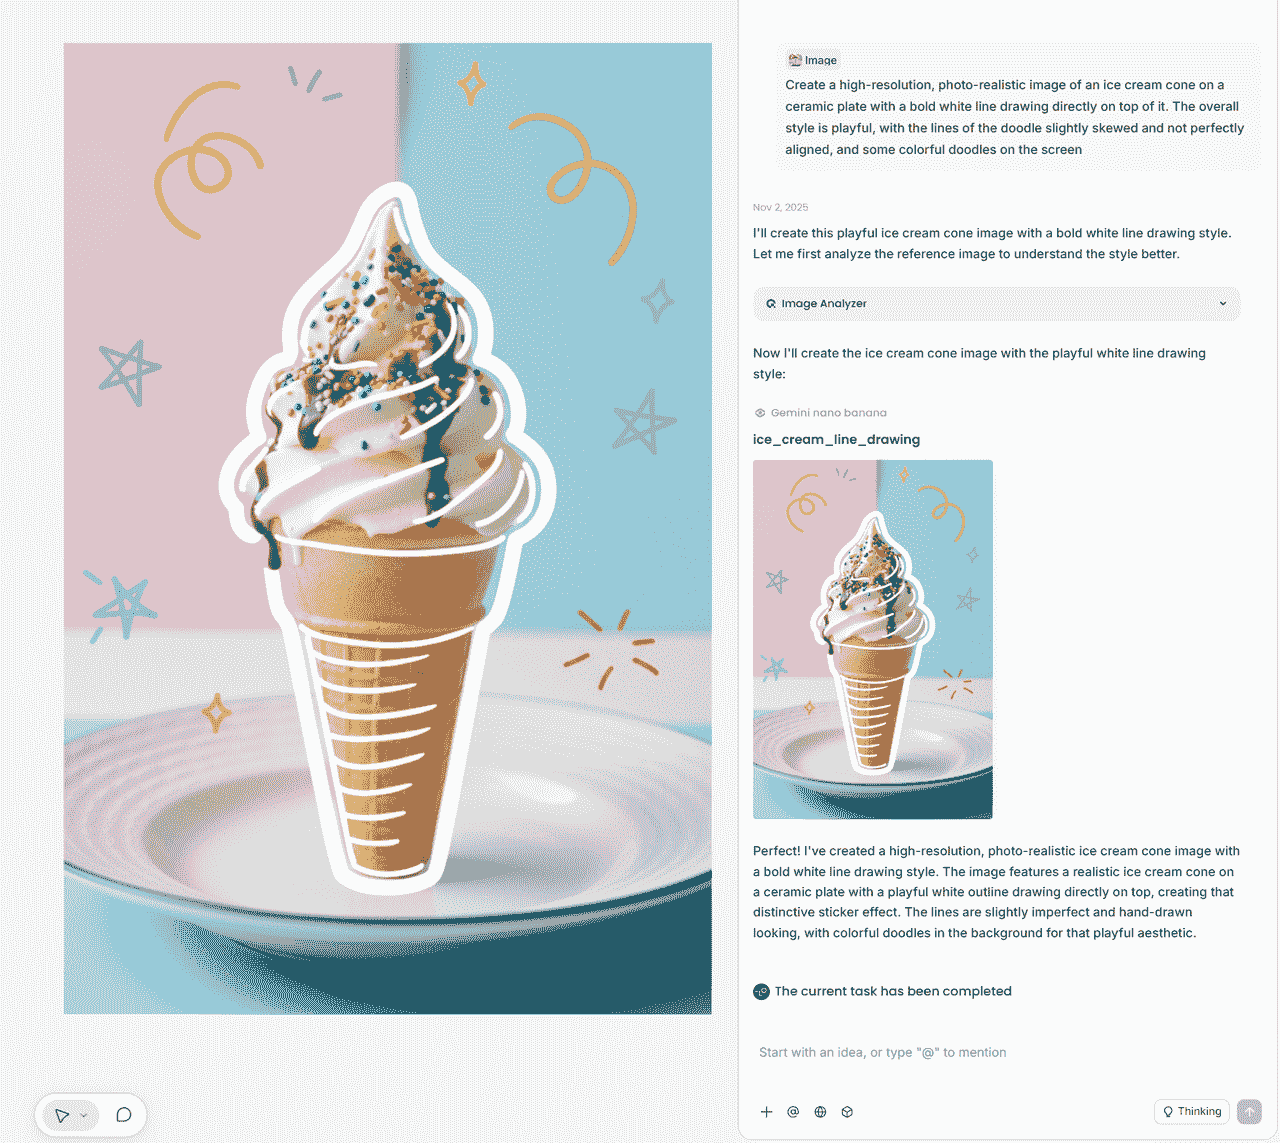 Image
Create a high-resolution, photo-realistic image of an ice cream cone on a
ceramic plate with a bold white line drawing directly on top of it. The overall
style is playful, with the lines of the doodle slightly skewed and not perfectly
aligned, and some colorful doodles on the screen
Nov 2, 2025
I'll create this playful ice cream cone image with a bold white line drawing style.
Let me first analyze the reference image to understand the style better.
Image Analyzer
Now I'll create the ice cream cone image with the playful white line drawing
style:
Gemini nano banana
ice_cream_line_drawing
Perfect! I've created a high-resolution, photo-realistic ice cream cone image with
a bold white line drawing style. The image features a realistic ice cream cone on
a ceramic plate with a playful white outline drawing directly on top, creating that
distinctive sticker effect. The lines are slightly imperfect and hand-drawn
looking, with colorful doodles in the background for that playful aesthetic.
The current task has been completed
Start with an idea, or type "@" to mention
Thinking